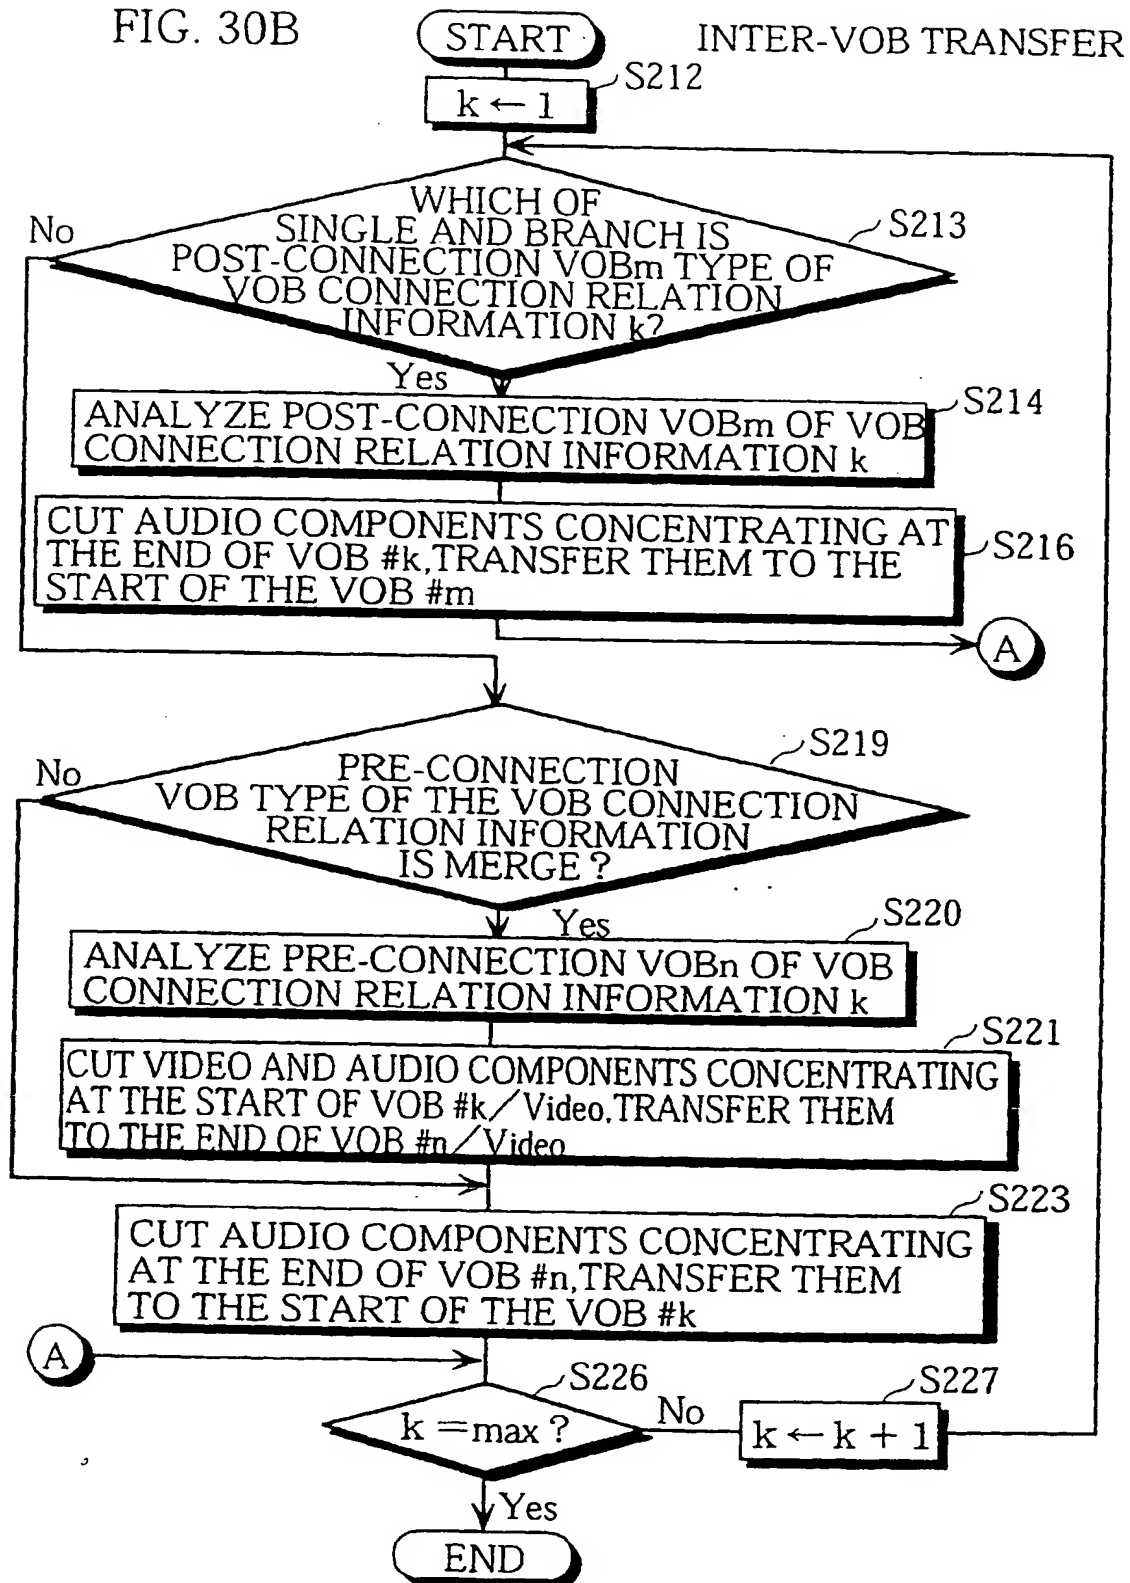 FIG. 30B
START
INTER-VOB TRANSFER
S212
k ← 1
WHICH OF
SINGLE AND BRANCH IS
POST-CONNECTION VOBm TYPE OF
VOB CONNECTION RELATION
INFORMATION k?
S213
No
Yes
S214
ANALYZE POST-CONNECTION VOBm OF VOB
CONNECTION RELATION INFORMATION k
CUT AUDIO COMPONENTS CONCENTRATING AT
THE END OF VOB #k,TRANSFER THEM TO THE
START OF THE VOB #m
S216
A
S219
No
PRE-CONNECTION
VOB TYPE OF THE VOB CONNECTION
RELATION INFORMATION
IS MERGE ?
Yes
S220
ANALYZE PRE-CONNECTION VOBn OF VOB
CONNECTION RELATION INFORMATION k
S221
CUT VIDEO AND AUDIO COMPONENTS CONCENTRATING
AT THE START OF VOB #k/Video,TRANSFER THEM
TO THE END OF VOB #n/Video
S223
CUT AUDIO COMPONENTS CONCENTRATING
AT THE END OF VOB #n,TRANSFER THEM
TO THE START OF THE VOB #k
A
S226
k =max ?
No
S227
k ← k + 1
Yes
END